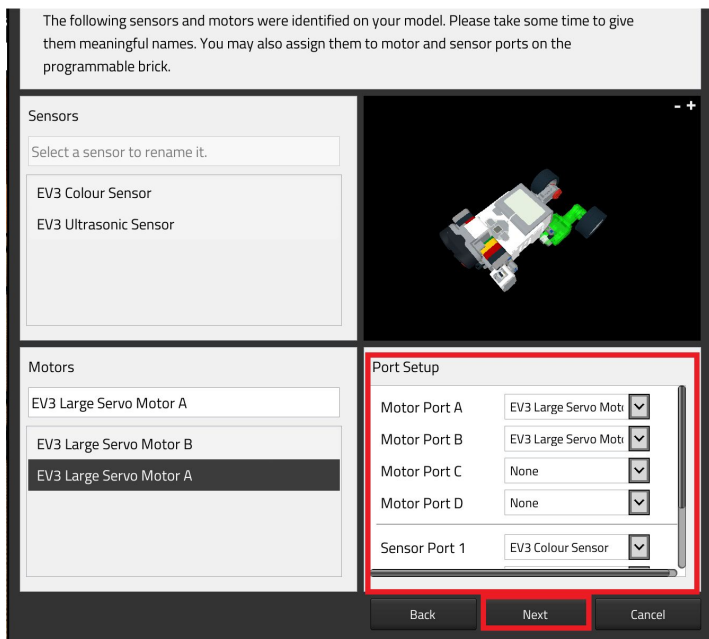 The following sensors and motors were identified on your model. Please take some time to give
them meaningful names. You may also assign them to motor and sensor ports on the
programmable brick.
Sensors
Select a sensor to rename it.
EV3 Colour Sensor
EV3 Ultrasonic Sensor
- +
Motors
EV3 Large Servo Motor A
EV3 Large Servo Motor B
EV3 Large Servo Motor A
Port Setup
Motor Port A EV3 Large Servo Moto
Motor Port B EV3 Large Servo Moto
Motor Port C None
Motor Port D None
Sensor Port 1 EV3 Colour Sensor
Back Next Cancel